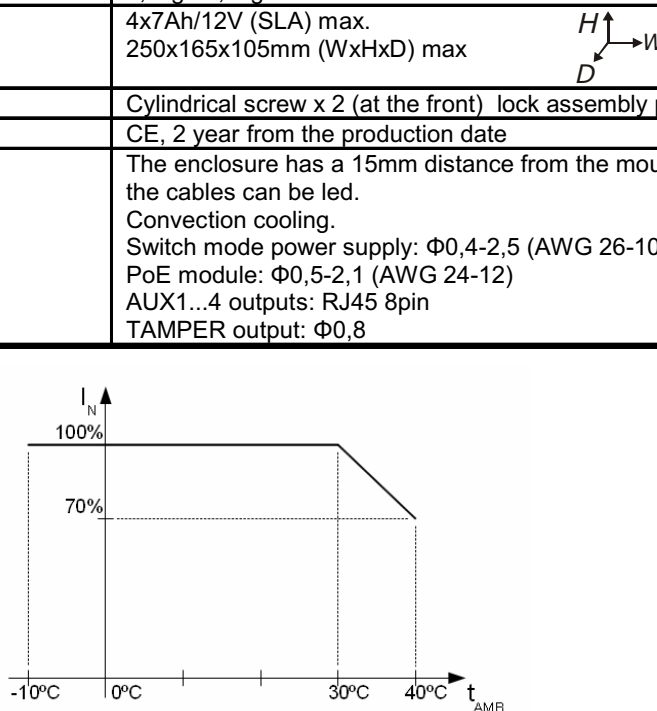 4x7Ah/12V (SLA) max.
250x165x105mm (WxHxD) max
H
W
D
Cylindrical screw x 2 (at the front) lock assembly
CE, 2 year from the production date
The enclosure has a 15mm distance from the
the cables can be led.
Convection cooling.
Switch mode power supply: Φ0,4-2,5 (AWG 26-10
PoE module: Φ0,5-2,1 (AWG 24-12)
AUX1...4 outputs: RJ45 8pin
TAMPER output: Φ0,8
I N
100%
70%
-10ºC 0ºC 30ºC 40ºC t AMB